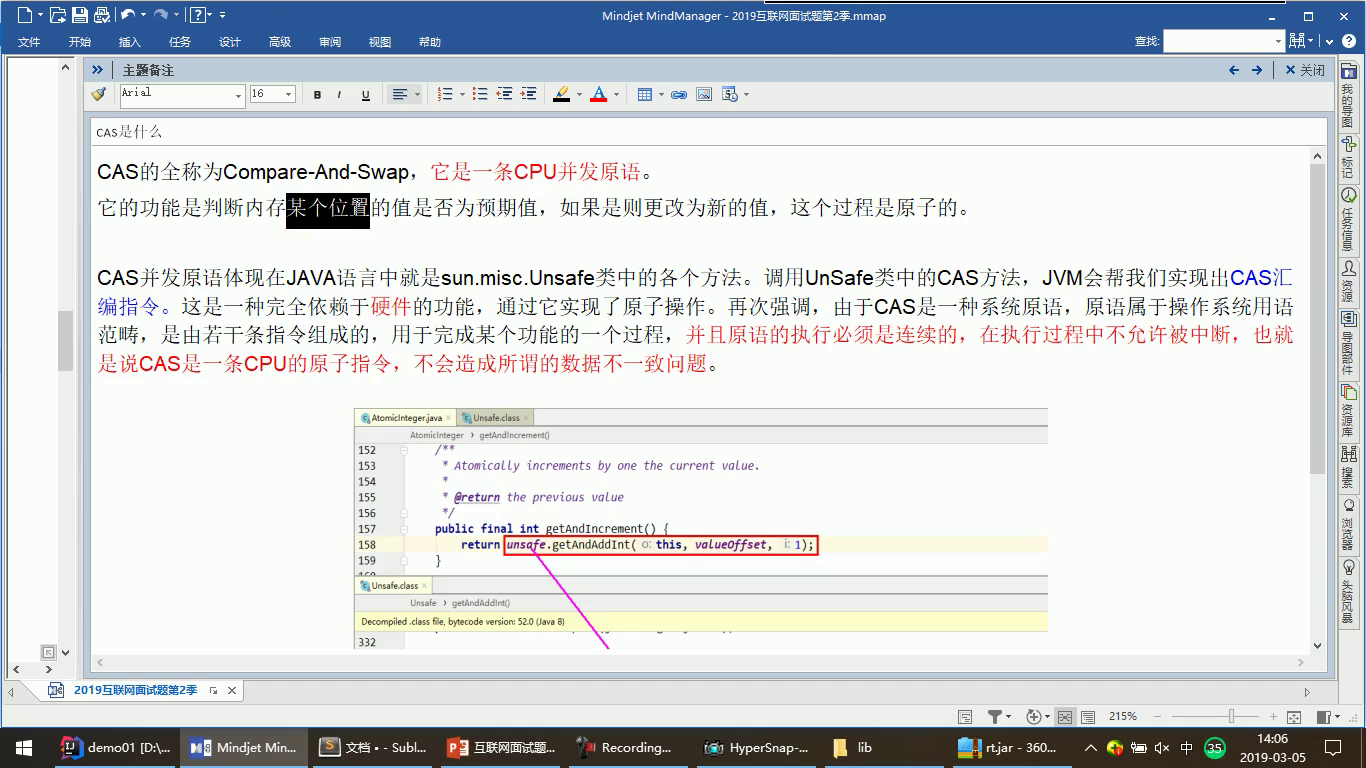 Mindjet MindManager - 2019互联网面试题第2季.mmap
文件 开始 插入 任务 设计 高级 审阅 视图 帮助 查找:
主题备注 关闭
Arial 16 B I U
CAS是什么
CAS的全称为Compare-And-Swap，它是一条CPU并发原语。
它的功能是判断内存某个位置的值是否为预期值，如果是则更改为新的值，这个过程是原子的。
CAS并发原语体现在JAVA语言中就是sun.misc.Unsafe类中的各个方法。调用UnSafe类中的CAS方法，JVM会帮我们实现出CAS汇
编指令。这是一种完全依赖于硬件的功能，通过它实现了原子操作。再次强调，由于CAS是一种系统原语，原语属于操作系统用语
范畴，是由若干条指令组成的，用于完成某个功能的一个过程，并且原语的执行必须是连续的，在执行过程中不允许被中断，也就
是说CAS是一条CPU的原子指令，不会造成所谓的数据不一致问题。
AtomicInteger.java Unsafe.class
AtomicInteger getAndIncrement()
152 /**
153 * Atomically increments by one the current value.
154 *
155 * @return the previous value
156 */
157 public final int getAndIncrement() {
158 return unsafe.getAndAddInt( o: this, valueOffset, i: 1);
159 }
Unsafe.class
Unsafe getAndAddInt()
Decompiled .class file, bytecode version: 52.0 (Java 8)
332
我的导图
标记
任务信息
资源
导图部件
资源库
搜索
浏览器
头脑风暴
2019互联网面试题第2季
215%
demo01 [D:\... Mindjet Min... 文档 • - Subl... 互联网面试题... Recording... HyperSnap-... lib rt.jar - 360... 中 35 14:06
2019-03-05